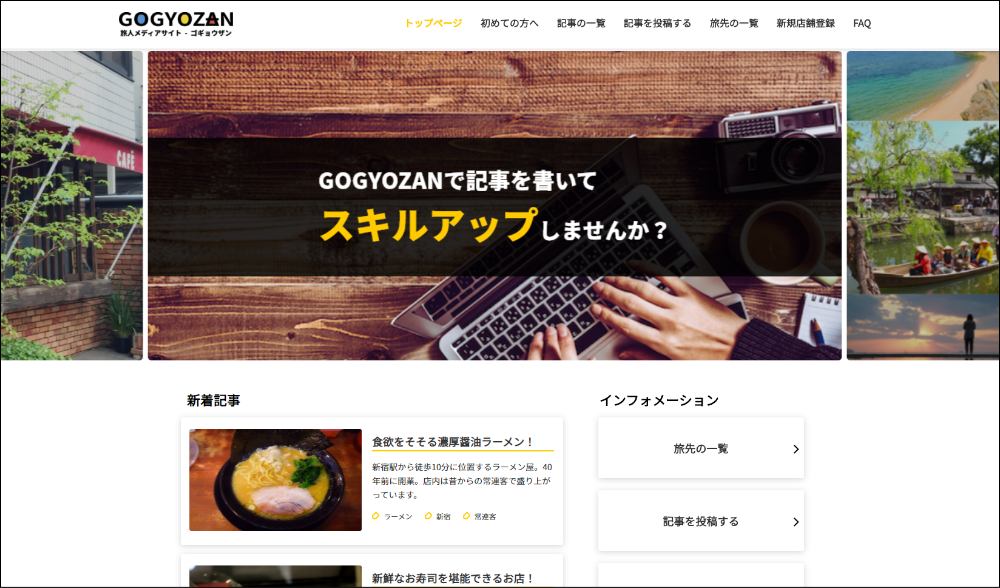 GOGYOZAN
旅人メディアサイト - ゴギョウザン
トップページ 初めての方へ 記事の一覧 記事を投稿する 旅先の一覧 新規店舗登録 FAQ
CAFÉ
GOGYOZANで記事を書いて
スキルアップしませんか？
新着記事
食欲をそそる濃厚醤油ラーメン！
新宿駅から徒歩10分に位置するラーメン屋。40
年前に開業。店内は昔からの常連客で盛り上が
っています。
ラーメン 新宿 常連客
新鮮なお寿司を堪能できるお店！
インフォメーション
旅先の一覧
記事を投稿する